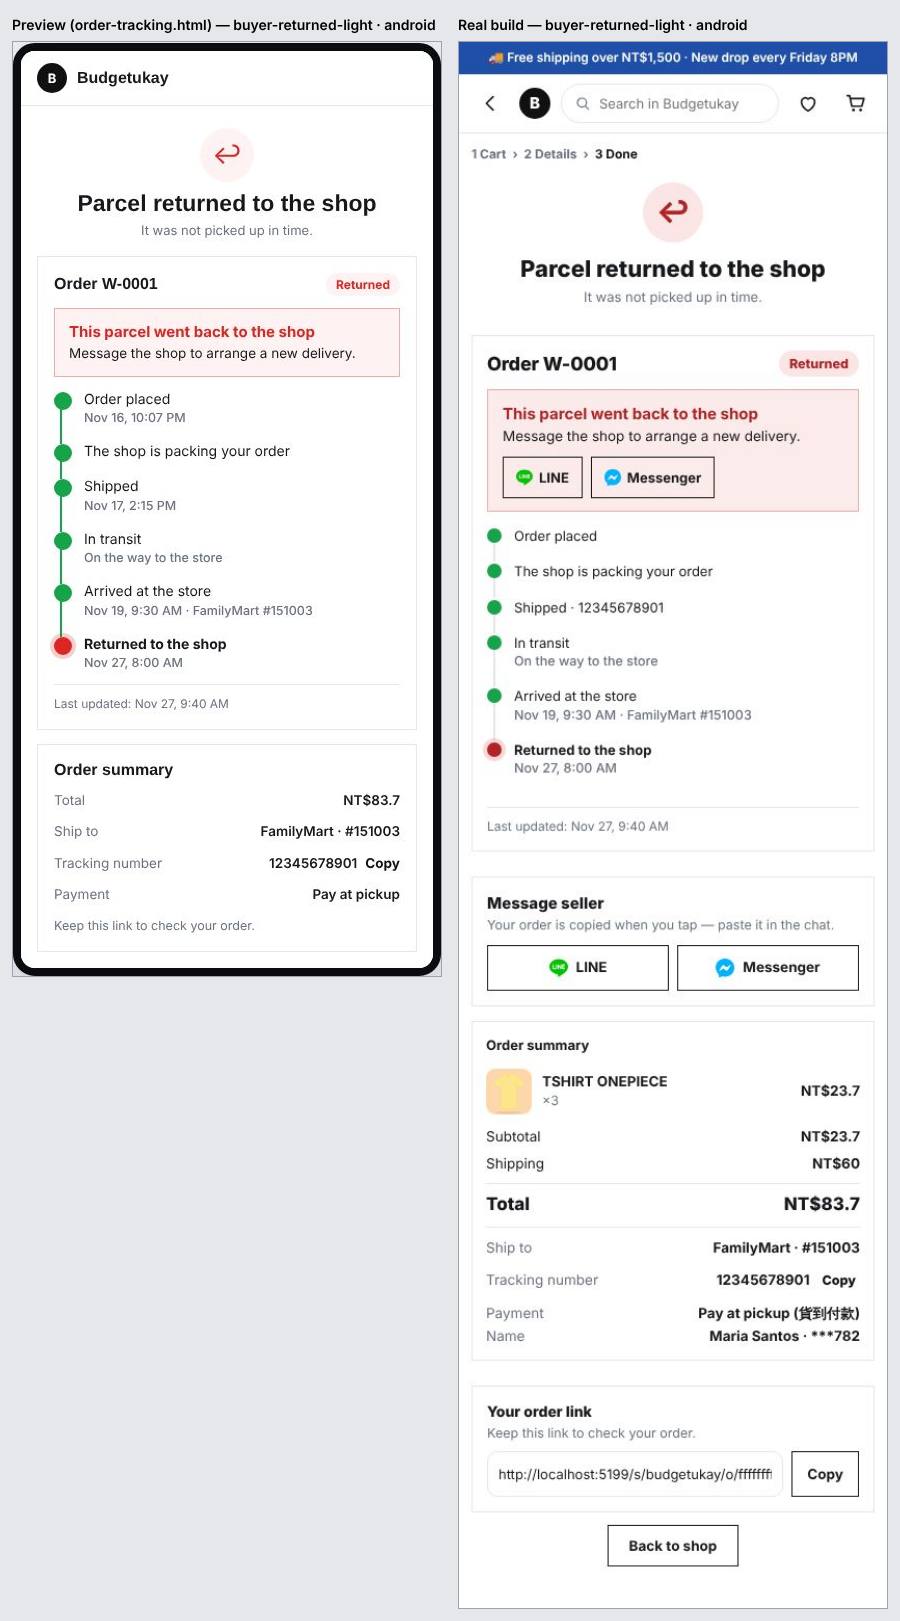 Preview (order-tracking.html) — buyer-returned-light · android
B Budgetukay
Parcel returned to the shop
It was not picked up in time.
Order W-0001 Returned
This parcel went back to the shop
Message the shop to arrange a new delivery.
Order placed
Nov 16, 10:07 PM
The shop is packing your order
Shipped
Nov 17, 2:15 PM
In transit
On the way to the store
Arrived at the store
Nov 19, 9:30 AM · FamilyMart #151003
Returned to the shop
Nov 27, 8:00 AM
Last updated: Nov 27, 9:40 AM
Order summary
Total NT$83.7
Ship to FamilyMart · #151003
Tracking number 12345678901 Copy
Payment Pay at pickup
Keep this link to check your order.
Real build — buyer-returned-light · android
🚚 Free shipping over NT$1,500 · New drop every Friday 8PM
B Search in Budgetukay
1 Cart › 2 Details › 3 Done
Parcel returned to the shop
It was not picked up in time.
Order W-0001 Returned
This parcel went back to the shop
Message the shop to arrange a new delivery.
LINE LINE Messenger
Order placed
The shop is packing your order
Shipped · 12345678901
In transit
On the way to the store
Arrived at the store
Nov 19, 9:30 AM · FamilyMart #151003
Returned to the shop
Nov 27, 8:00 AM
Last updated: Nov 27, 9:40 AM
Message seller
Your order is copied when you tap — paste it in the chat.
LINE LINE Messenger
Order summary
TSHIRT ONEPIECE NT$23.7
×3
Subtotal NT$23.7
Shipping NT$60
Total NT$83.7
Ship to FamilyMart · #151003
Tracking number 12345678901 Copy
Payment Pay at pickup (貨到付款)
Name Maria Santos · ***782
Your order link
Keep this link to check your order.
http://localhost:5199/s/budgetukay/o/fffffff Copy
Back to shop